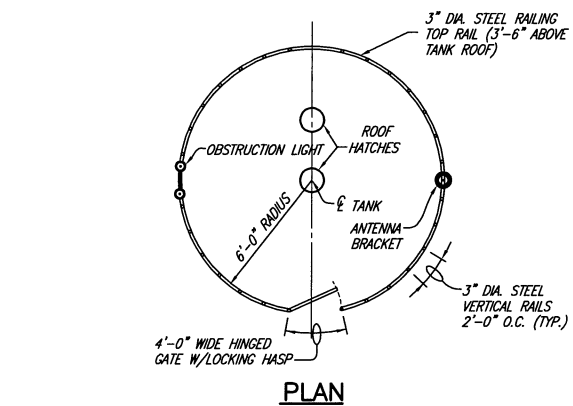 3" DIA. STEEL RAILING
TOP RAIL (3'-6" ABOVE
TANK ROOF)
OBSTRUCTION LIGHT
ROOF
HATCHES
℄ TANK
ANTENNA
BRACKET
6'-0" RADIUS
3" DIA. STEEL
VERTICAL RAILS
2'-0" O.C. (TYP.)
4'-0" WIDE HINGED
GATE W/LOCKING HASP
PLAN